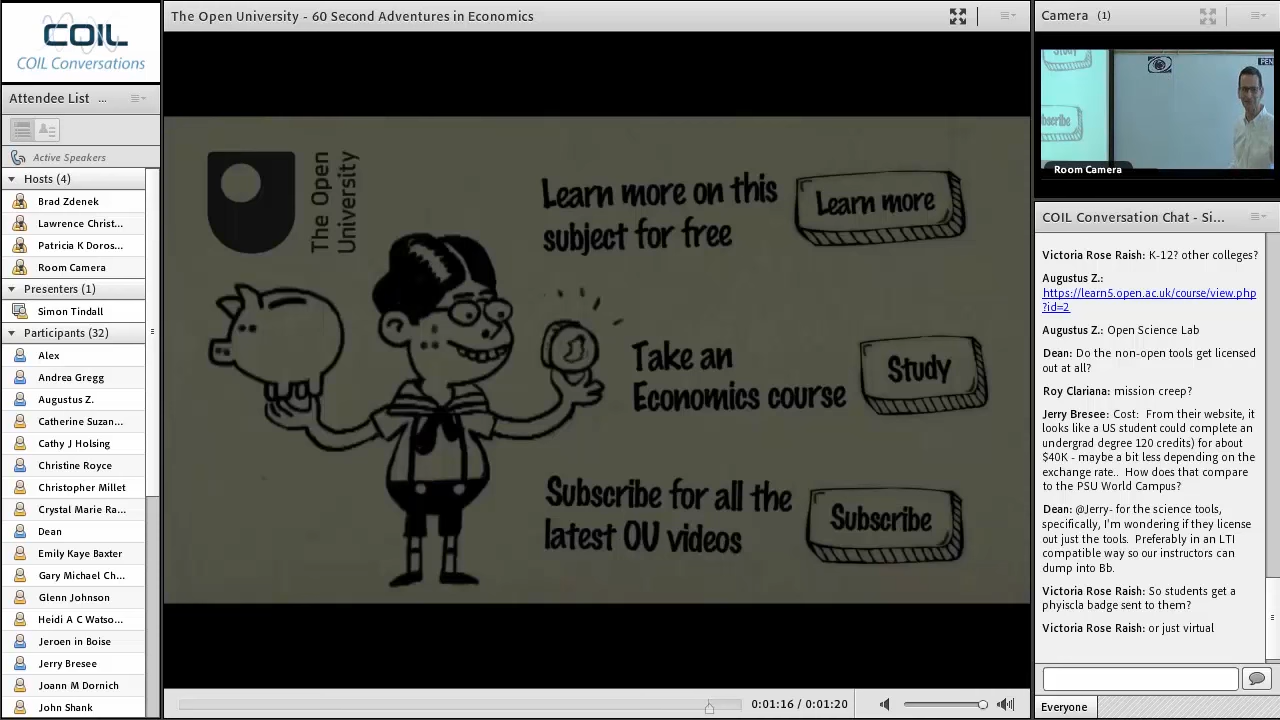 COIL
COIL Conversations
Attendee List ...
Active Speakers
Hosts (4)
Brad Zdenek
Lawrence Christ...
Patricia K Doros...
Room Camera
Presenters (1)
Simon Tindall
Participants (32)
Alex
Andrea Gregg
Augustus Z.
Catherine Suzan...
Cathy J Holsing
Christine Royce
Christopher Millet
Crystal Marie Ra...
Dean
Emily Kaye Baxter
Gary Michael Ch...
Glenn Johnson
Heidi A C Watso...
Jeroen in Boise
Jerry Bresee
Joann M Dornich
John Shank
The Open University - 60 Second Adventures in Economics
The Open
University
Learn more on this
subject for free
Learn more
Take an
Economics course
Study
Subscribe for all the
latest OU videos
Subscribe
0:01:16 / 0:01:20
Camera (1)
Study
bscribe
PEN
Room Camera
COIL Conversation Chat - Si...
Victoria Rose Raish: K-12? other colleges?
Augustus Z.:
https://learn5.open.ac.uk/course/view.php
?id=2
Augustus Z.: Open Science Lab
Dean: Do the non-open tools get licensed
out at all?
Roy Clariana: mission creep?
Jerry Bresee: Cost: From their website, it
looks like a US student could complete an
undergrad degree 120 credits) for about
$40K - maybe a bit less depending on the
exchange rate.. How does that compare
to the PSU World Campus?
Dean: @Jerry- for the science tools,
specifically, I'm wondering if they license
out just the tools. Preferably in an LTI
compatible way so our instructors can
dump into Bb.
Victoria Rose Raish: So students get a
phyiscla badge sent to them?
Victoria Rose Raish: or just virtual
Everyone